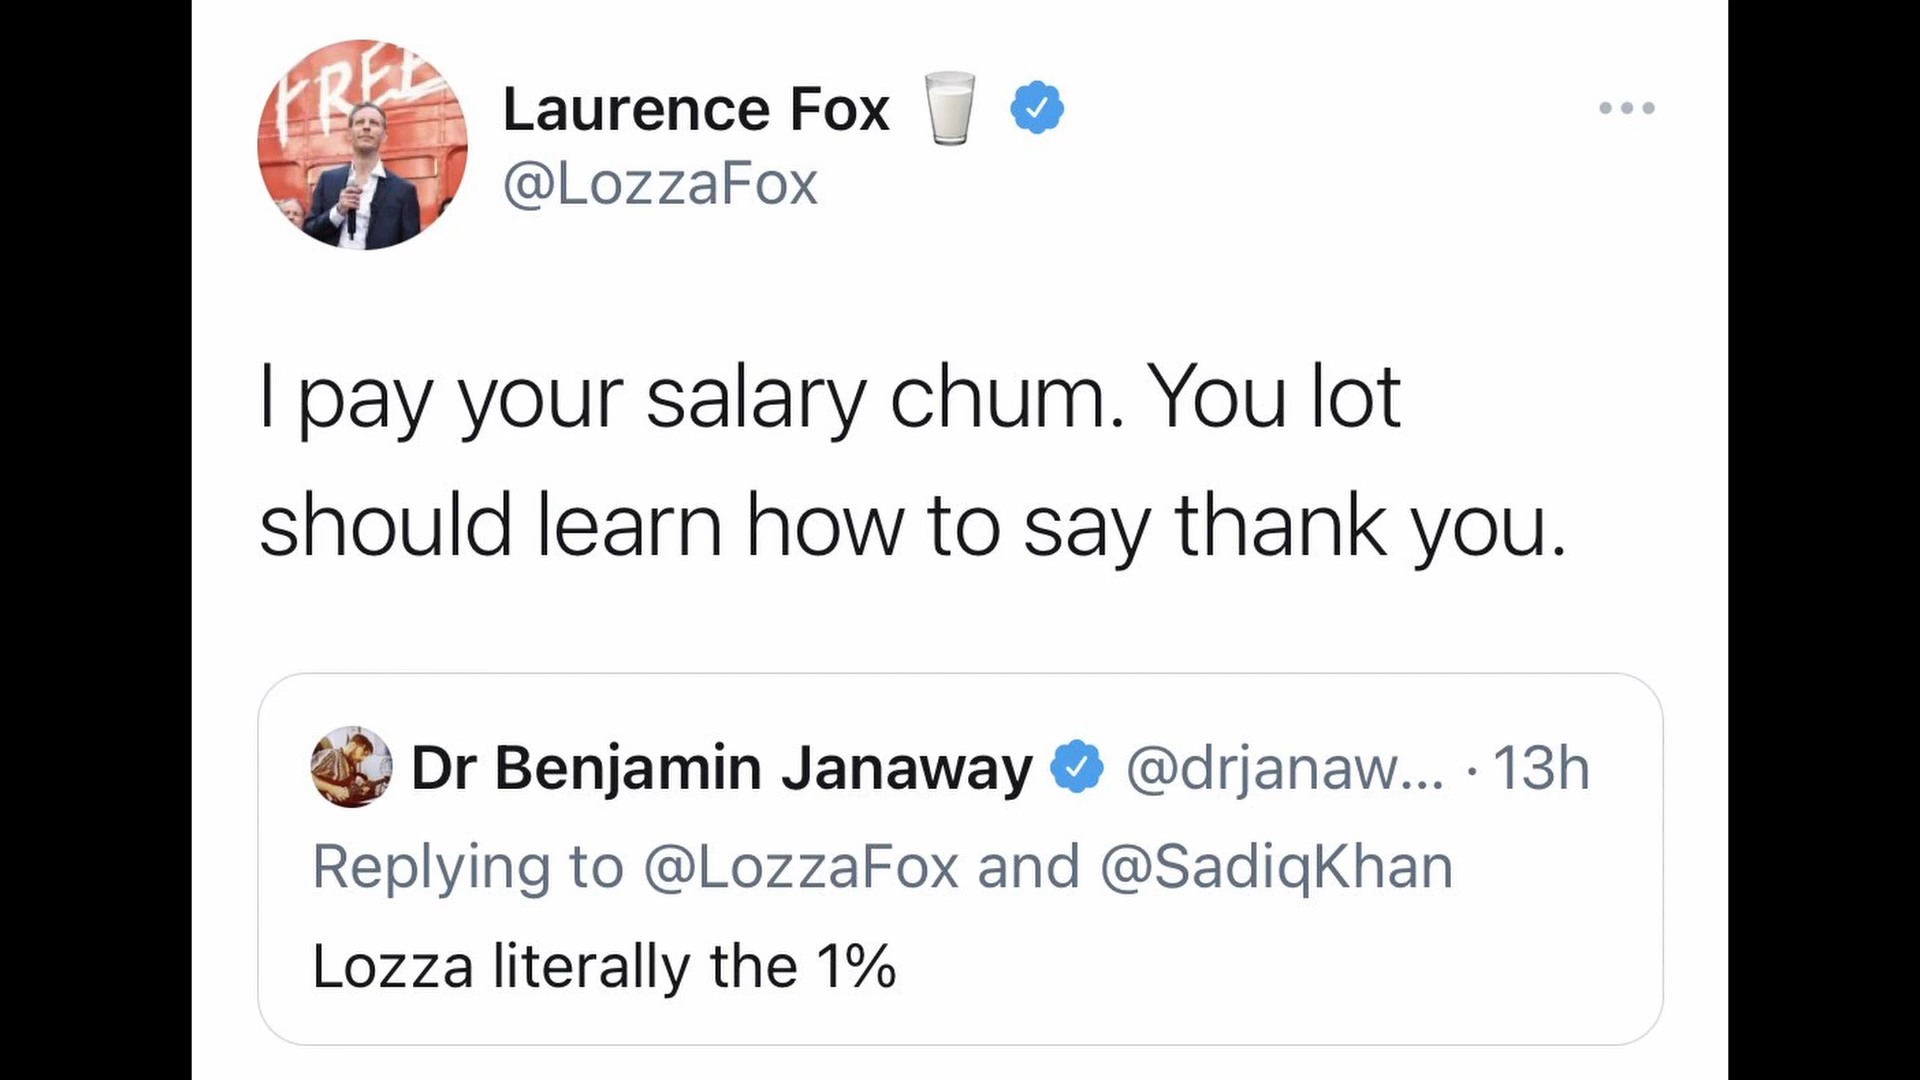 FREE
Laurence Fox 🥛
@LozzaFox
I pay your salary chum. You lot
should learn how to say thank you.
Dr Benjamin Janaway @drjanaw... · 13h
Replying to @LozzaFox and @SadiqKhan
Lozza literally the 1%